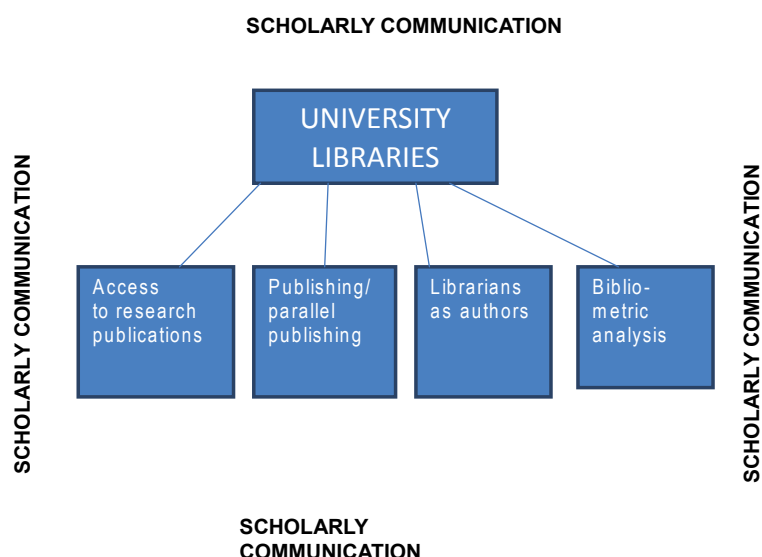 SCHOLARLY COMMUNICATION
UNIVERSITY
LIBRARIES
SCHOLARLY COMMUNICATION
SCHOLARLY COMMUNICATION
Access
to research
publications
Publishing/
parallel
publishing
Librarians
as authors
Biblio-
metric
analysis
SCHOLARLY
COMMUNICATION